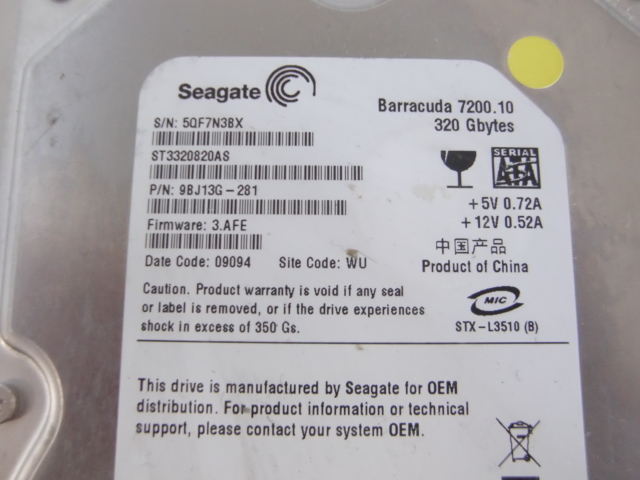 Seagate
Barracuda 7200.10
320 Gbytes
S/N: 5QF7N3BX
ST3320820AS
P/N: 9BJ13G-281
Firmware: 3.AFE
Date Code: 09094 Site Code: WU
SERIAL
ATA
+5V 0.72A
+12V 0.52A
中国产品
Product of China
Caution. Product warranty is void if any seal
or label is removed, or if the drive experiences
shock in excess of 350 Gs.
MIC
STX-L3510 (B)
This drive is manufactured by Seagate for OEM
distribution. For product information or technical
support, please contact your system OEM.